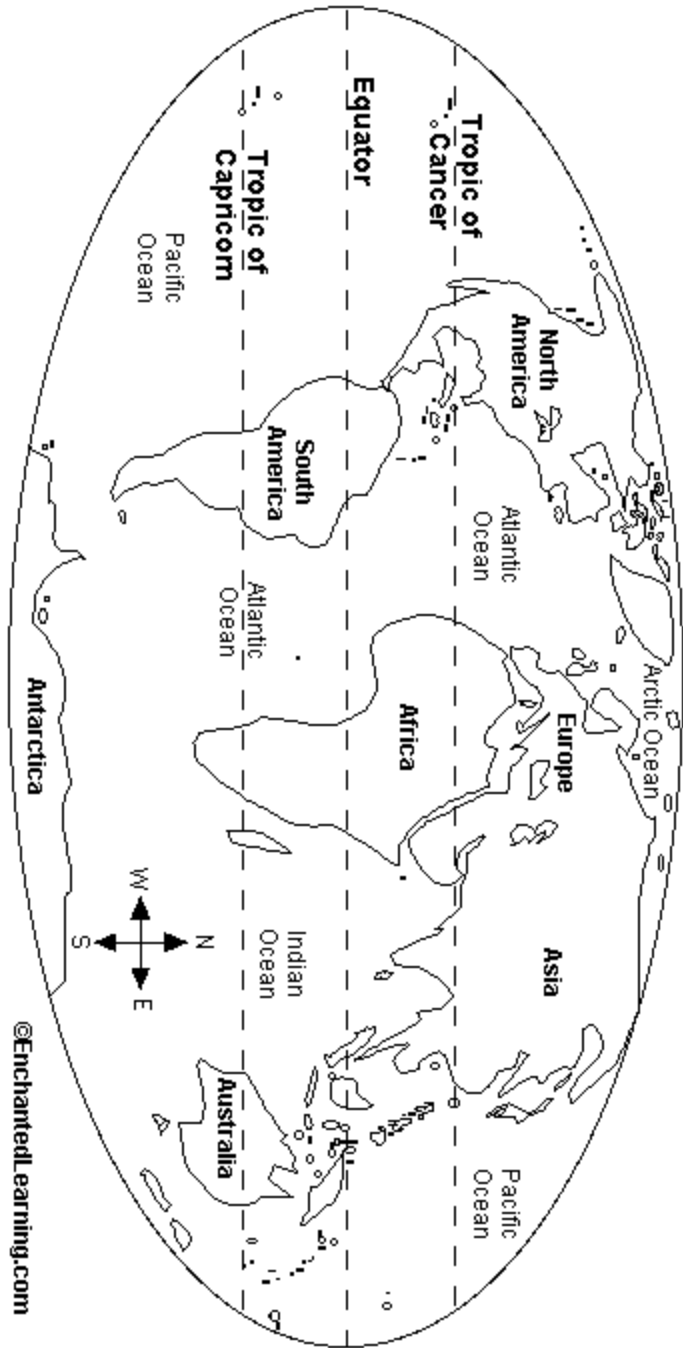 Arctic Ocean
North
America
Europe
Asia
Atlantic
Ocean
Pacific
Ocean
Tropic of
Cancer
Africa
Equator
South
America
Indian
Ocean
Tropic of
Capricorn
Atlantic
Ocean
Australia
Pacific
Ocean
N
W
E
S
Antarctica
©EnchantedLearning.com